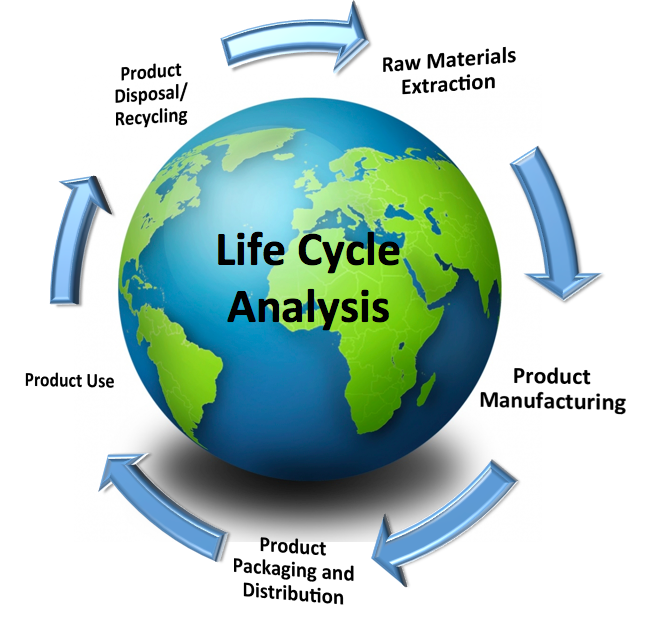 Life Cycle
Analysis
Raw Materials
Extraction
Product
Manufacturing
Product
Packaging and
Distribution
Product Use
Product
Disposal/
Recycling